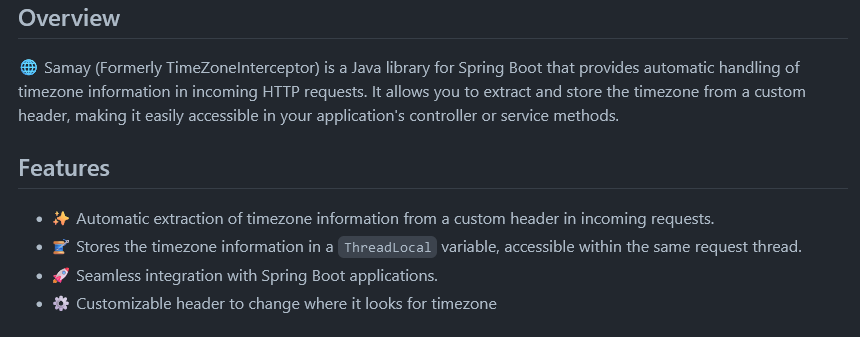 Overview
🌐 Samay (Formerly TimeZoneInterceptor) is a Java library for Spring Boot that provides automatic handling of
timezone information in incoming HTTP requests. It allows you to extract and store the timezone from a custom
header, making it easily accessible in your application's controller or service methods.
Features
• ✨ Automatic extraction of timezone information from a custom header in incoming requests.
• 🧵 Stores the timezone information in a ThreadLocal variable, accessible within the same request thread.
• 🚀 Seamless integration with Spring Boot applications.
• ⚙️ Customizable header to change where it looks for timezone